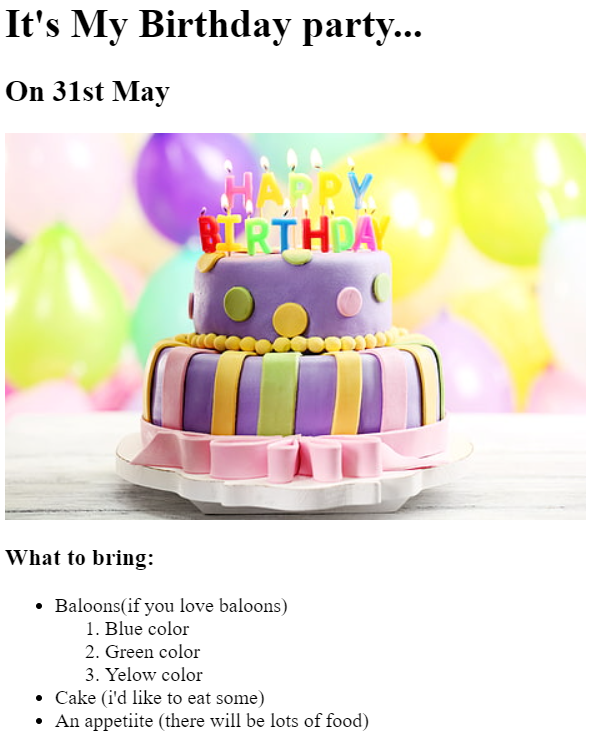 It's My Birthday party...
On 31st May
HAPPY
BIRTHDAY
What to bring:
Baloons(if you love baloons)
1. Blue color
2. Green color
3. Yelow color
Cake (i'd like to eat some)
An appetiite (there will be lots of food)